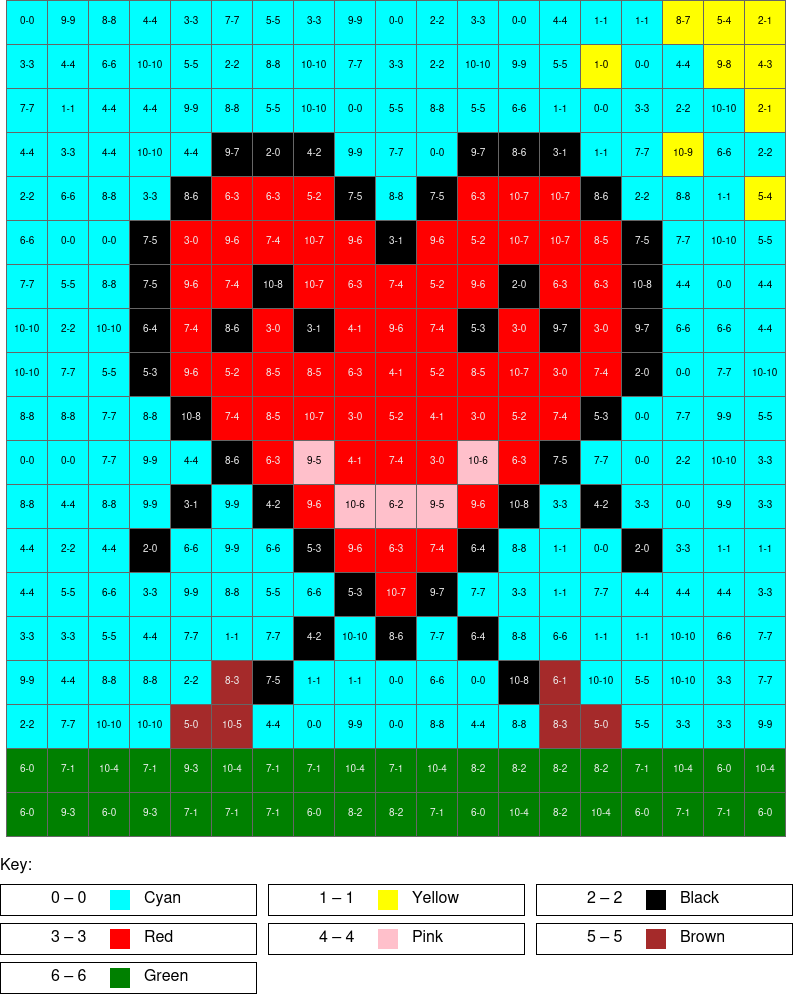 0-0 9-9 8-8 4-4 3-3 7-7 5-5 3-3 9-9 0-0 2-2 3-3 0-0 4-4 1-1 1-1 8-7 5-4 2-1
3-3 4-4 6-6 10-10 5-5 2-2 8-8 10-10 7-7 3-3 2-2 10-10 9-9 5-5 1-0 0-0 4-4 9-8 4-3
7-7 1-1 4-4 4-4 9-9 8-8 5-5 10-10 0-0 5-5 8-8 5-5 6-6 1-1 0-0 3-3 2-2 10-10 2-1
4-4 3-3 4-4 10-10 4-4 9-7 2-0 4-2 9-9 7-7 0-0 9-7 8-6 3-1 1-1 7-7 10-9 6-6 2-2
2-2 6-6 8-8 3-3 8-6 6-3 6-3 5-2 7-5 8-8 7-5 6-3 10-7 10-7 8-6 2-2 8-8 1-1 5-4
6-6 0-0 0-0 7-5 3-0 9-6 7-4 10-7 9-6 3-1 9-6 5-2 10-7 10-7 8-5 7-5 7-7 10-10 5-5
7-7 5-5 8-8 7-5 9-6 7-4 10-8 10-7 6-3 7-4 5-2 9-6 2-0 6-3 6-3 10-8 4-4 0-0 4-4
10-10 2-2 10-10 6-4 7-4 8-6 3-0 3-1 4-1 9-6 7-4 5-3 3-0 9-7 3-0 9-7 6-6 6-6 4-4
10-10 7-7 5-5 5-3 9-6 5-2 8-5 8-5 6-3 4-1 5-2 8-5 10-7 3-0 7-4 2-0 0-0 7-7 10-10
8-8 8-8 7-7 8-8 10-8 7-4 8-5 10-7 3-0 5-2 4-1 3-0 5-2 7-4 5-3 0-0 7-7 9-9 5-5
0-0 0-0 7-7 9-9 4-4 8-6 6-3 9-5 4-1 7-4 3-0 10-6 6-3 7-5 7-7 0-0 2-2 10-10 3-3
8-8 4-4 8-8 9-9 3-1 9-9 4-2 9-6 10-6 6-2 9-5 9-6 10-8 3-3 4-2 3-3 0-0 9-9 3-3
4-4 2-2 4-4 2-0 6-6 9-9 6-6 5-3 9-6 6-3 7-4 6-4 8-8 1-1 0-0 2-0 3-3 1-1 1-1
4-4 5-5 6-6 3-3 9-9 8-8 5-5 6-6 5-3 10-7 9-7 7-7 3-3 1-1 7-7 4-4 4-4 4-4 3-3
3-3 3-3 5-5 4-4 7-7 1-1 7-7 4-2 10-10 8-6 7-7 6-4 8-8 6-6 1-1 1-1 10-10 6-6 7-7
9-9 4-4 8-8 8-8 2-2 8-3 7-5 1-1 1-1 0-0 6-6 0-0 10-8 6-1 10-10 5-5 10-10 3-3 7-7
2-2 7-7 10-10 10-10 5-0 10-5 4-4 0-0 9-9 0-0 8-8 4-4 8-8 8-3 5-0 5-5 3-3 3-3 9-9
6-0 7-1 10-4 7-1 9-3 10-4 7-1 7-1 10-4 7-1 10-4 8-2 8-2 8-2 8-2 7-1 10-4 6-0 10-4
6-0 9-3 6-0 9-3 7-1 7-1 7-1 6-0 8-2 8-2 7-1 6-0 10-4 8-2 10-4 6-0 7-1 7-1 6-0
Key:
0 – 0 Cyan 1 – 1 Yellow 2 – 2 Black
3 – 3 Red 4 – 4 Pink 5 – 5 Brown
6 – 6 Green